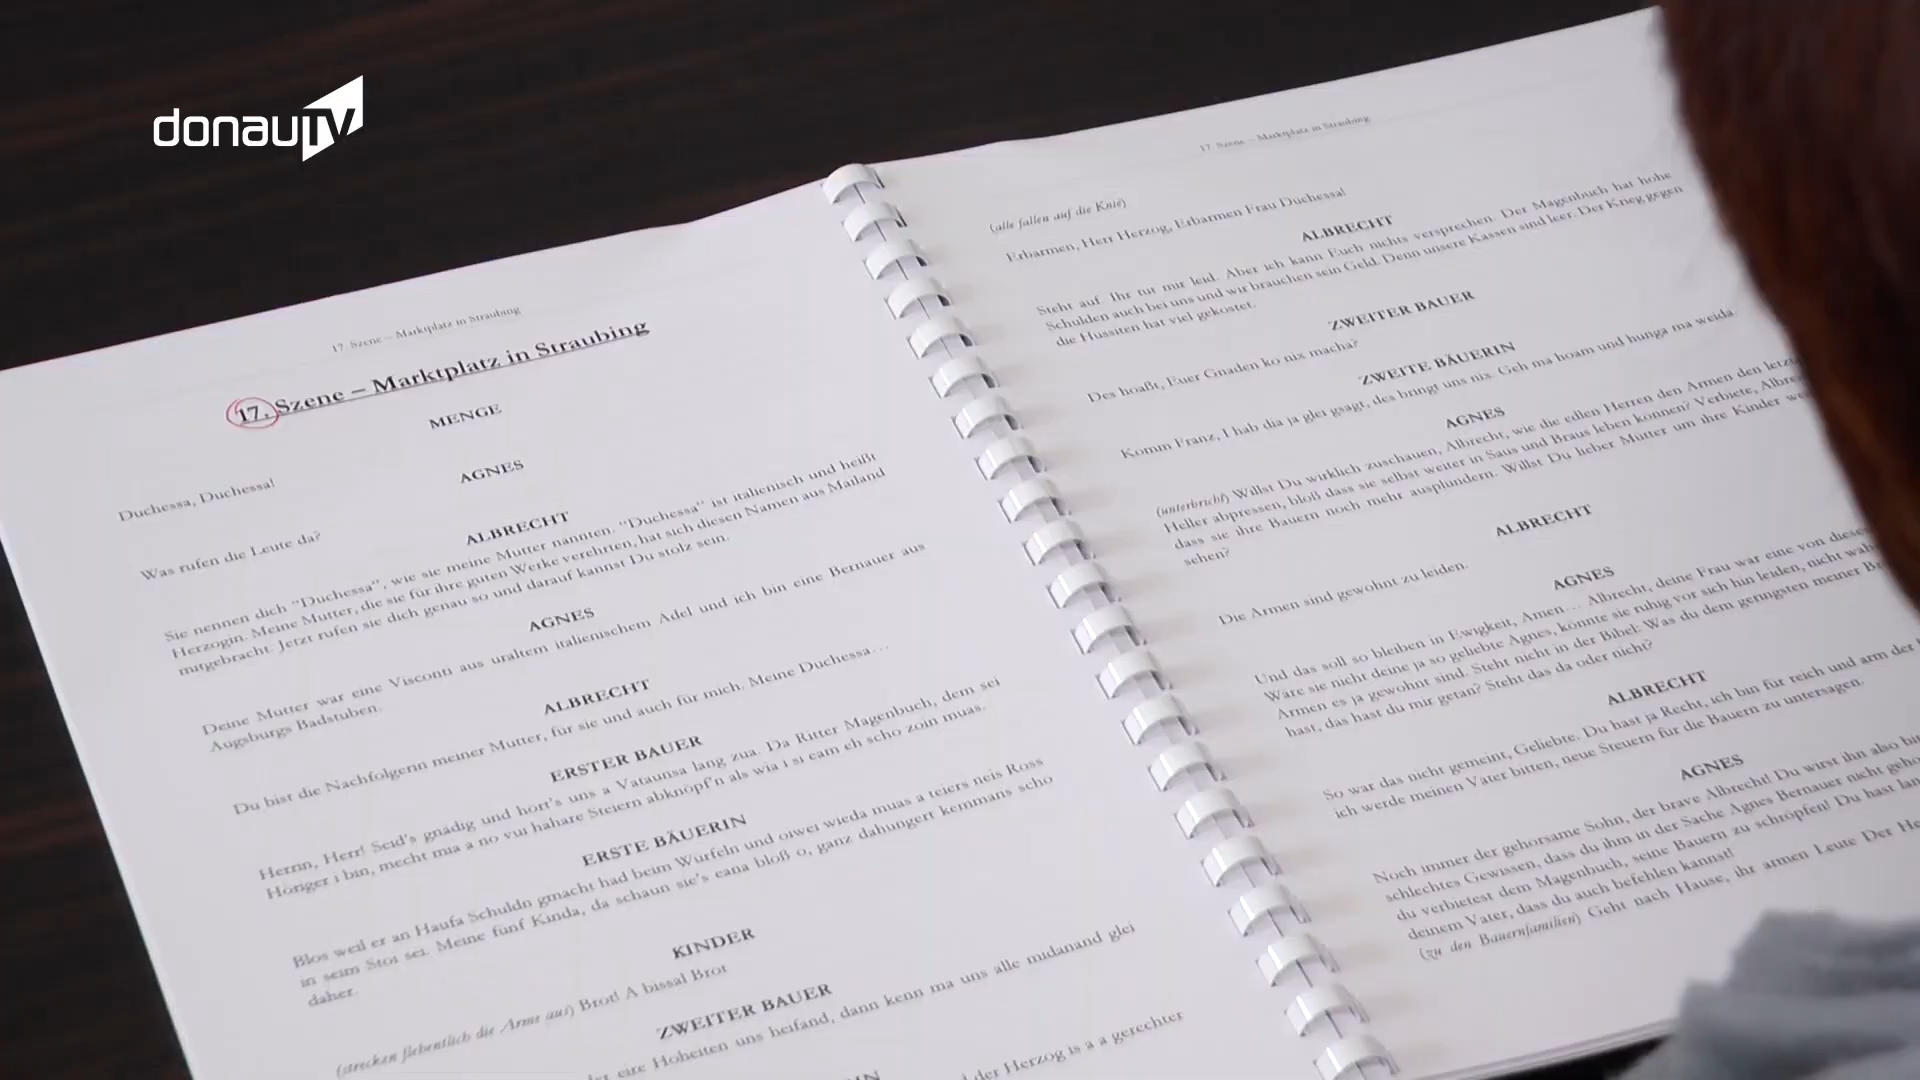 donau TV
17. Szene – Marktplatz in Straubing
17. Szene – Marktplatz in Straubing
MENGE
Duchessa, Duchessa!
AGNES
Was rufen die Leute da?
ALBRECHT
Sie nennen dich “Duchessa”, wie sie meine Mutter nannten. “Duchessa” ist italienisch und heißt
Herzogin. Meine Mutter, die sie für ihre guten Werke verehrten, hat sich diesen Namen aus Mailand
mitgebracht. Jetzt rufen sie dich genau so und darauf kannst Du stolz sein.
AGNES
Deine Mutter war eine Visconti aus uraltem italienischem Adel und ich bin eine Bernauer aus
Augsburgs Badstuben.
ALBRECHT
Du bist die Nachfolgerin meiner Mutter, für sie und auch für mich. Meine Duchessa…
ERSTER BAUER
Herrin, Herr! Seid’s gnädig und hört’s uns a Vataunsa lang zua. Da Ritter Magenbuch, dem sei
Höriger i bin, mecht mia a no vui hähare Steiern abknöpf’n als wia i si eam eh scho zoin muas.
ERSTE BÄUERIN
Blos weil er an Haufa Schuldn gmacht had beim Würfeln und oiwei wieda muas a teiers neis Ross
in seim Stoi sei. Meine fünf Kinda, da schaun sie’s eana bloß o, ganz dahungert kemmans scho
daher.
KINDER
(strecken flehentlich die Arme aus) Brot! A bissal Brot
ZWEITER BAUER
eire Hoheiten uns heifand, dann kenn ma uns alle midanand glei
der Herzog is a a gerechter
17. Szene – Marktplatz in Straubing
(alle fallen auf die Knie)
Erbarmen, Herr Herzog, Erbarmen Frau Duchessa!
ALBRECHT
Steht auf. Ihr tut mir leid. Aber ich kann Euch nichts versprechen. Der Magenbuch hat hohe
Schulden auch bei uns und wir brauchen sein Geld. Denn unsere Kassen sind leer. Der Krieg gegen
die Hussiten hat viel gekostet.
ZWEITER BAUER
Des hoaßt, Euer Gnaden ko nix macha?
ZWEITE BÄUERIN
Komm Franz, I hab dia ja glei gsagt, des bringt uns nix. Geh ma hoam und hunga ma weida.
AGNES
(unterbricht) Willst Du wirklich zuschauen, Albrecht, wie die edlen Herren den Armen den
Heller abpressen, bloß dass sie selbst weiter in Saus und Braus leben können? Verbiete,
dass sie ihre Bauern noch mehr ausplündern. Willst Du lieber Mütter um ihre Kinder
sehen?
ALBRECHT
Die Armen sind gewohnt zu leiden.
AGNES
Und das soll so bleiben in Ewigkeit, Amen… Albrecht, deine Frau war eine von
Wäre sie nicht deine ja so geliebte Agnes, könnte sie ruhig vor sich hin leiden, nicht
Armen es ja gewohnt sind. Steht nicht in der Bibel: Was du dem geringsten meiner
hast, das hast du mir getan? Steht das da oder nicht?
ALBRECHT
So war das nicht gemeint, Geliebte. Du hast ja Recht, ich bin für reich und arm der
ich werde meinen Vater bitten, neue Steuern für die Bauern zu untersagen.
AGNES
Noch immer der gehorsame Sohn, der brave Albrecht! Du wirst ihn also
schlechtes Gewissen, dass du ihm in der Sache Agnes Bernauer nicht
du verbietest dem Magenbuch, seine Bauern zu schröpfen! Du hast
deinem Vater, dass du auch befehlen kannst!
(zu den Bauernfamilien) Geht nach Hause, ihr armen Leute Der